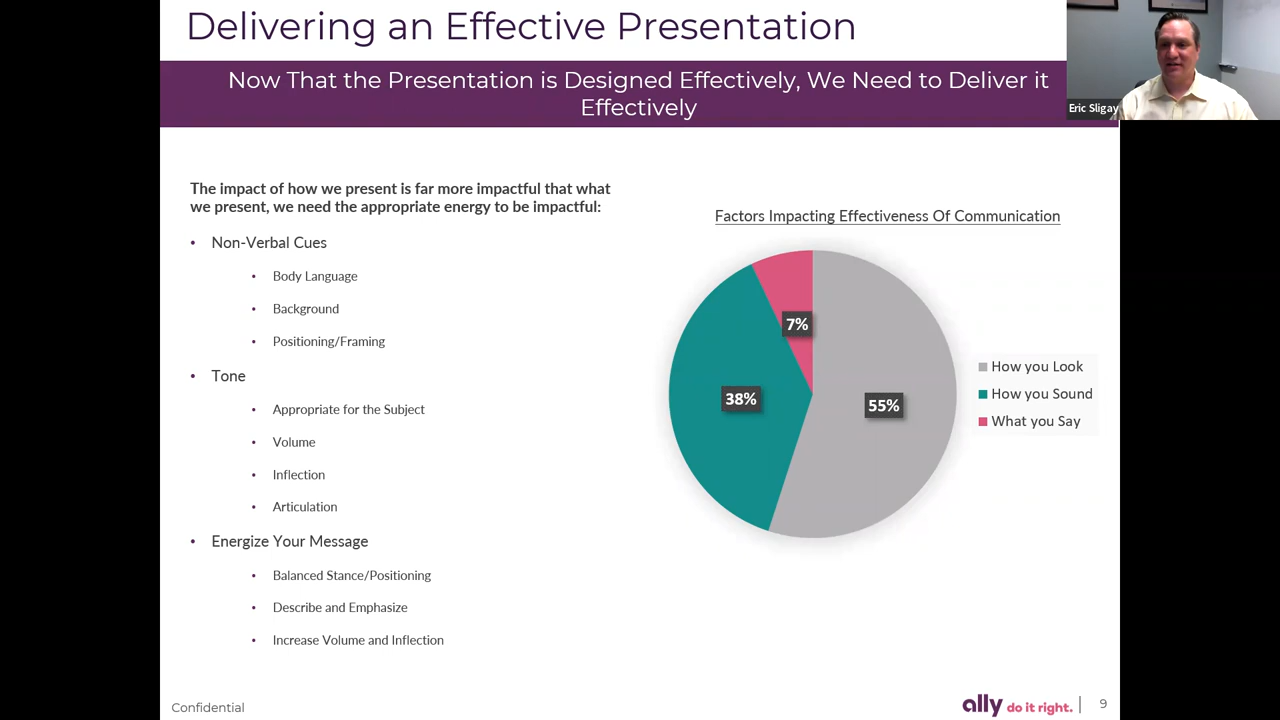 Delivering an Effective Presentation
Now That the Presentation is Designed Effectively, We Need to Deliver it
Effectively
Eric Sligay
The impact of how we present is far more impactful that what
we present, we need the appropriate energy to be impactful:
• Non-Verbal Cues
• Body Language
• Background
• Positioning/Framing
• Tone
• Appropriate for the Subject
• Volume
• Inflection
• Articulation
• Energize Your Message
• Balanced Stance/Positioning
• Describe and Emphasize
• Increase Volume and Inflection
Factors Impacting Effectiveness Of Communication
7%
38%
55%
How you Look
How you Sound
What you Say
Confidential
ally do it right.
9